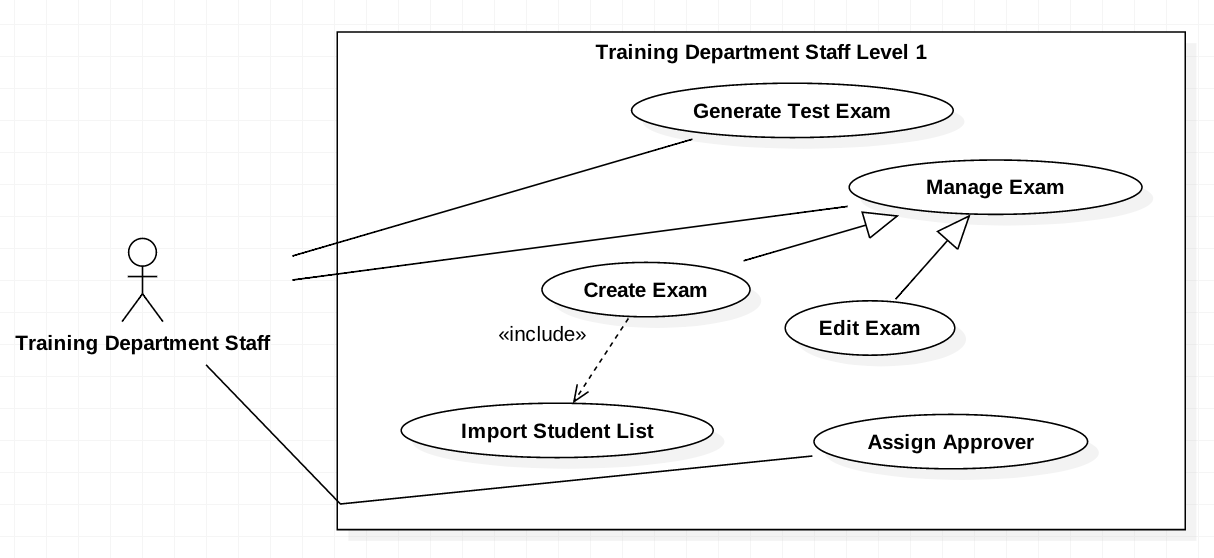 Training Department Staff Level 1
Generate Test Exam
Manage Exam
Create Exam
Edit Exam
«include»
Training Department Staff
Import Student List
Assign Approver